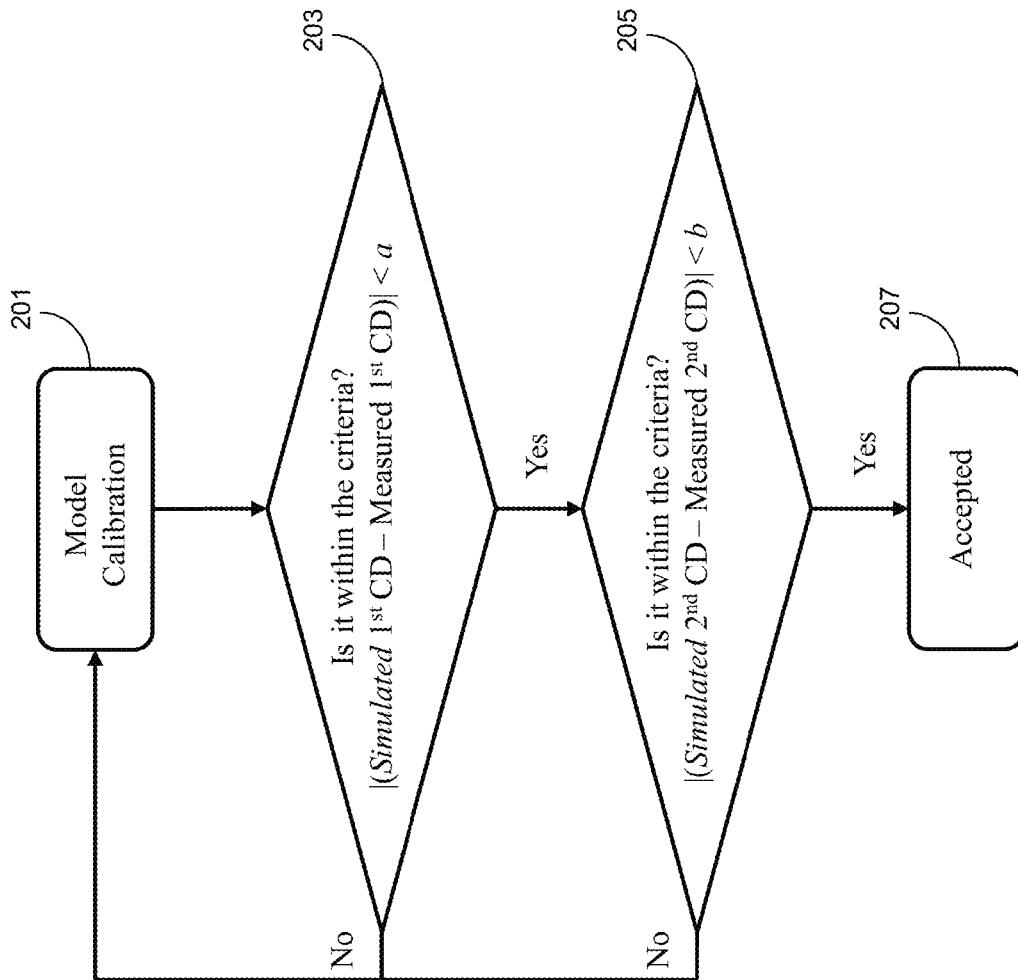 201
Model
Calibration
203
Is it within the criteria?
|(Simulated 1st CD – Measured 1st CD)| < a
No
Yes
205
Is it within the criteria?
|(Simulated 2nd CD – Measured 2nd CD)| < b
No
Yes
207
Accepted